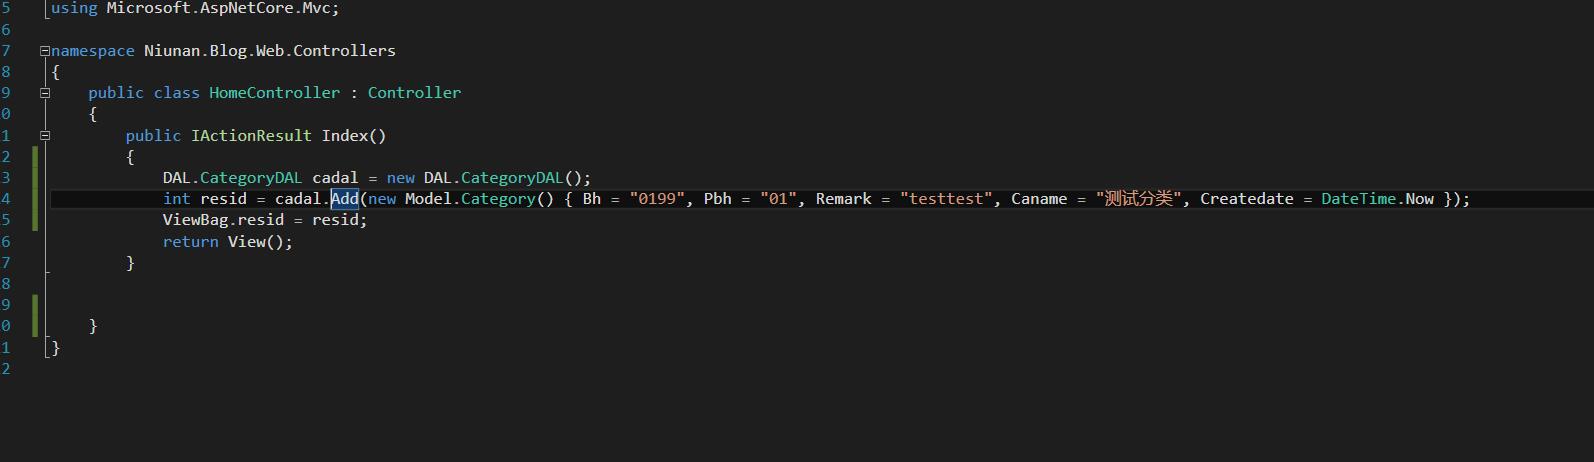 5 using Microsoft.AspNetCore.Mvc;
6
7 namespace Niunan.Blog.Web.Controllers
8 {
9 public class HomeController : Controller
0 {
1 public IActionResult Index()
2 {
3 DAL.CategoryDAL cadal = new DAL.CategoryDAL();
4 int resid = cadal.Add(new Model.Category() { Bh = "0199", Pbh = "01", Remark = "testtest", Caname = "测试分类", Createdate = DateTime.Now });
5 ViewBag.resid = resid;
6 return View();
7 }
8
9
0 }
1 }
2